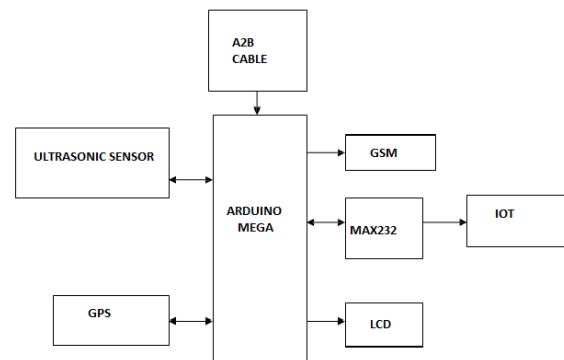 A2B
CABLE
ULTRASONIC SENSOR
GSM
ARDUINO
MEGA
MAX232
IOT
GPS
LCD